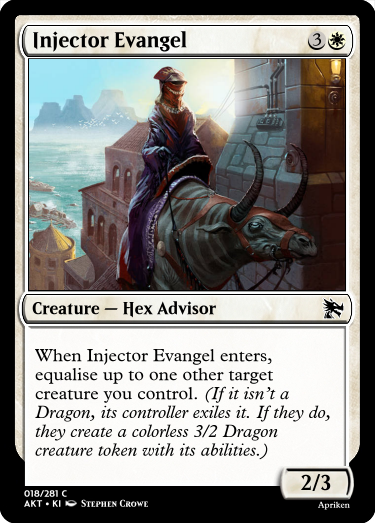 Injector Evangel 3
Creature — Hex Advisor
When Injector Evangel enters,
equalise up to one other target
creature you control. (If it isn't a
Dragon, its controller exiles it. If they do,
they create a colorless 3/2 Dragon
creature token with its abilities.)
2/3
018/281 C
AKT • KI STEPHEN CROWE
Apriken